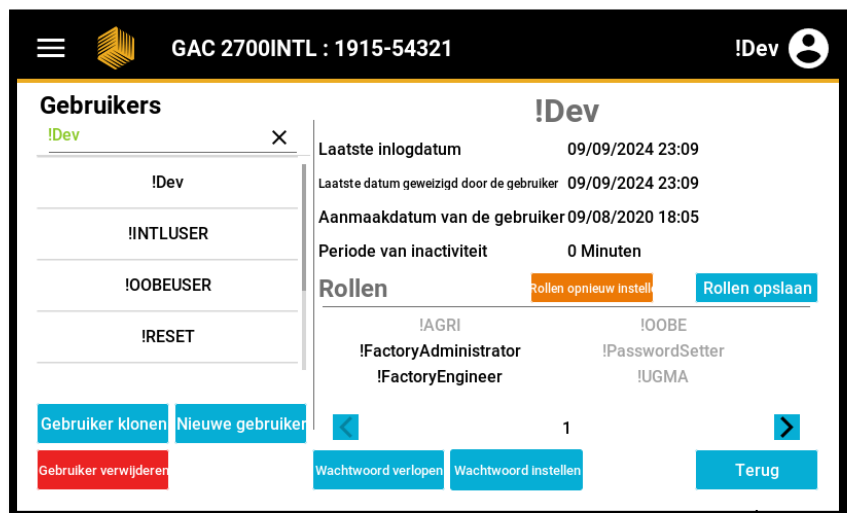 GAC 2700INTL : 1915-54321
!Dev
Gebruikers
!Dev
!Dev
!INTLUSER
!OOBEUSER
!RESET
Gebruiker klonen
Nieuwe gebruiker
Gebruiker verwijderen
!Dev
Laatste inlogdatum 09/09/2024 23:09
Laatste datum geweizigd door de gebruiker 09/09/2024 23:09
Aanmaakdatum van de gebruiker 09/08/2020 18:05
Periode van inactiviteit 0 Minuten
Rollen
Rollen opnieuw instelle
Rollen opslaan
!AGRI !OOBE
!FactoryAdministrator !PasswordSetter
!FactoryEngineer !UGMA
1
Wachtwoord verlopen
Wachtwoord instellen
Terug